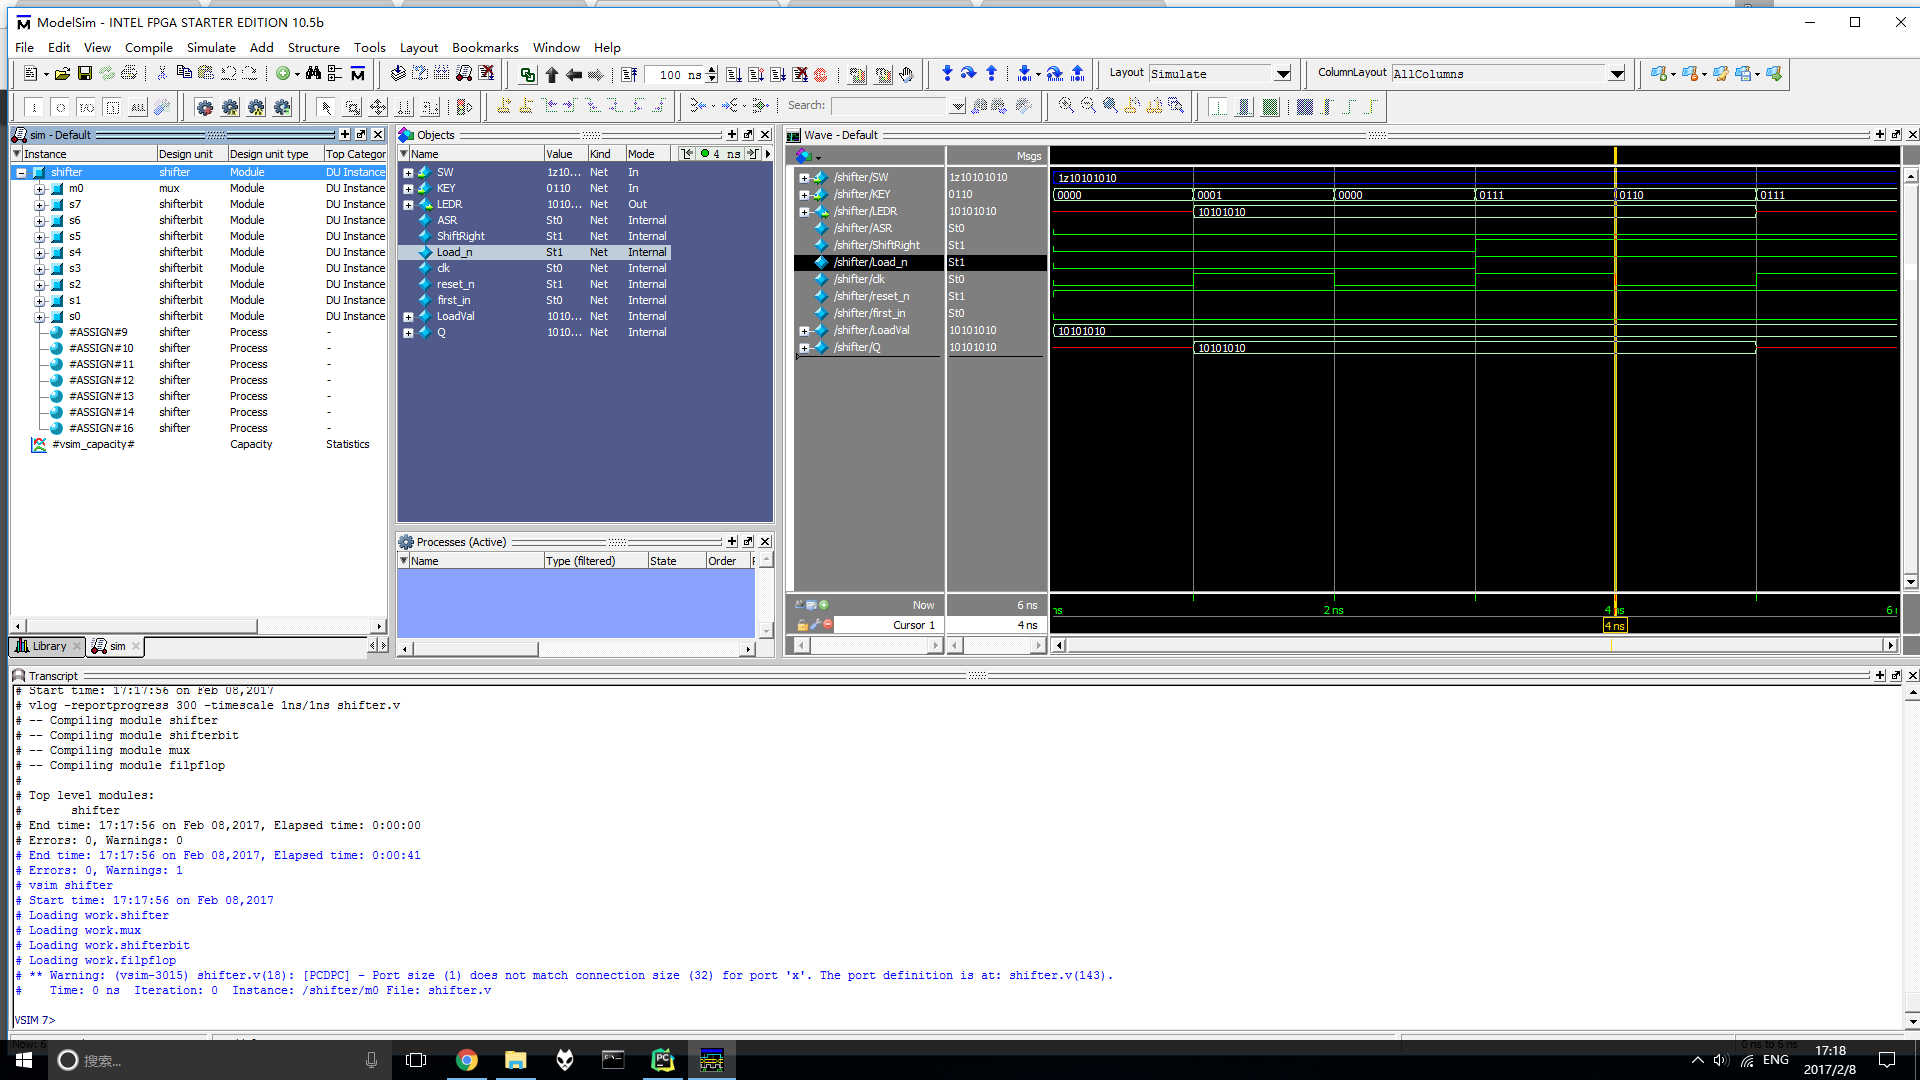 ModelSim - INTEL FPGA STARTER EDITION 10.5b
File Edit View Compile Simulate Add Structure Tools Layout Bookmarks Window Help
100 ns Layout Simulate ColumnLayout AllColumns
Search:
sim - Default
Instance Design unit Design unit type Top Categor
shifter shifter Module DU Instance
m0 mux Module DU Instance
s7 shifterbit Module DU Instance
s6 shifterbit Module DU Instance
s5 shifterbit Module DU Instance
s4 shifterbit Module DU Instance
s3 shifterbit Module DU Instance
s2 shifterbit Module DU Instance
s1 shifterbit Module DU Instance
s0 shifterbit Module DU Instance
#ASSIGN#9 shifter Process -
#ASSIGN#10 shifter Process -
#ASSIGN#11 shifter Process -
#ASSIGN#12 shifter Process -
#ASSIGN#13 shifter Process -
#ASSIGN#14 shifter Process -
#ASSIGN#16 shifter Process -
#vsim_capacity# Capacity Statistics
Library sim
Objects
Name Value Kind Mode 4 ns
SW 1z10... Net In
KEY 0110 Net In
LEDR 1010... Net Out
ASR St0 Net Internal
ShiftRight St1 Net Internal
Load_n St1 Net Internal
clk St0 Net Internal
reset_n St1 Net Internal
first_in St0 Net Internal
LoadVal 1010... Net Internal
Q 1010... Net Internal
Processes (Active)
Name Type (filtered) State Order
Wave - Default
Msgs
/shifter/SW 1z10101010 1z10101010
/shifter/KEY 0110 0000 0001 0000 0111 0110 0111
/shifter/LEDR 10101010 10101010
/shifter/ASR St0
/shifter/ShiftRight St1
/shifter/Load_n St1
/shifter/clk St0
/shifter/reset_n St1
/shifter/first_in St0
/shifter/LoadVal 10101010 10101010
/shifter/Q 10101010 10101010
Now 6 ns ns 2 ns 4 ns 6
Cursor 1 4 ns 4 ns
Transcript
# Start time: 17:17:56 on Feb 08,2017
# vlog -reportprogress 300 -timescale 1ns/1ns shifter.v
# -- Compiling module shifter
# -- Compiling module shifterbit
# -- Compiling module mux
# -- Compiling module filpflop
#
# Top level modules:
# shifter
# End time: 17:17:56 on Feb 08,2017, Elapsed time: 0:00:00
# Errors: 0, Warnings: 0
# End time: 17:17:56 on Feb 08,2017, Elapsed time: 0:00:41
# Errors: 0, Warnings: 1
# vsim shifter
# Start time: 17:17:56 on Feb 08,2017
# Loading work.shifter
# Loading work.mux
# Loading work.shifterbit
# Loading work.filpflop
# ** Warning: (vsim-3015) shifter.v(18): [PCDPC] - Port size (1) does not match connection size (32) for port 'x'. The port definition is at: shifter.v(143).
# Time: 0 ns Iteration: 0 Instance: /shifter/m0 File: shifter.v
VSIM 7>
搜索...
ENG
17:18
2017/2/8